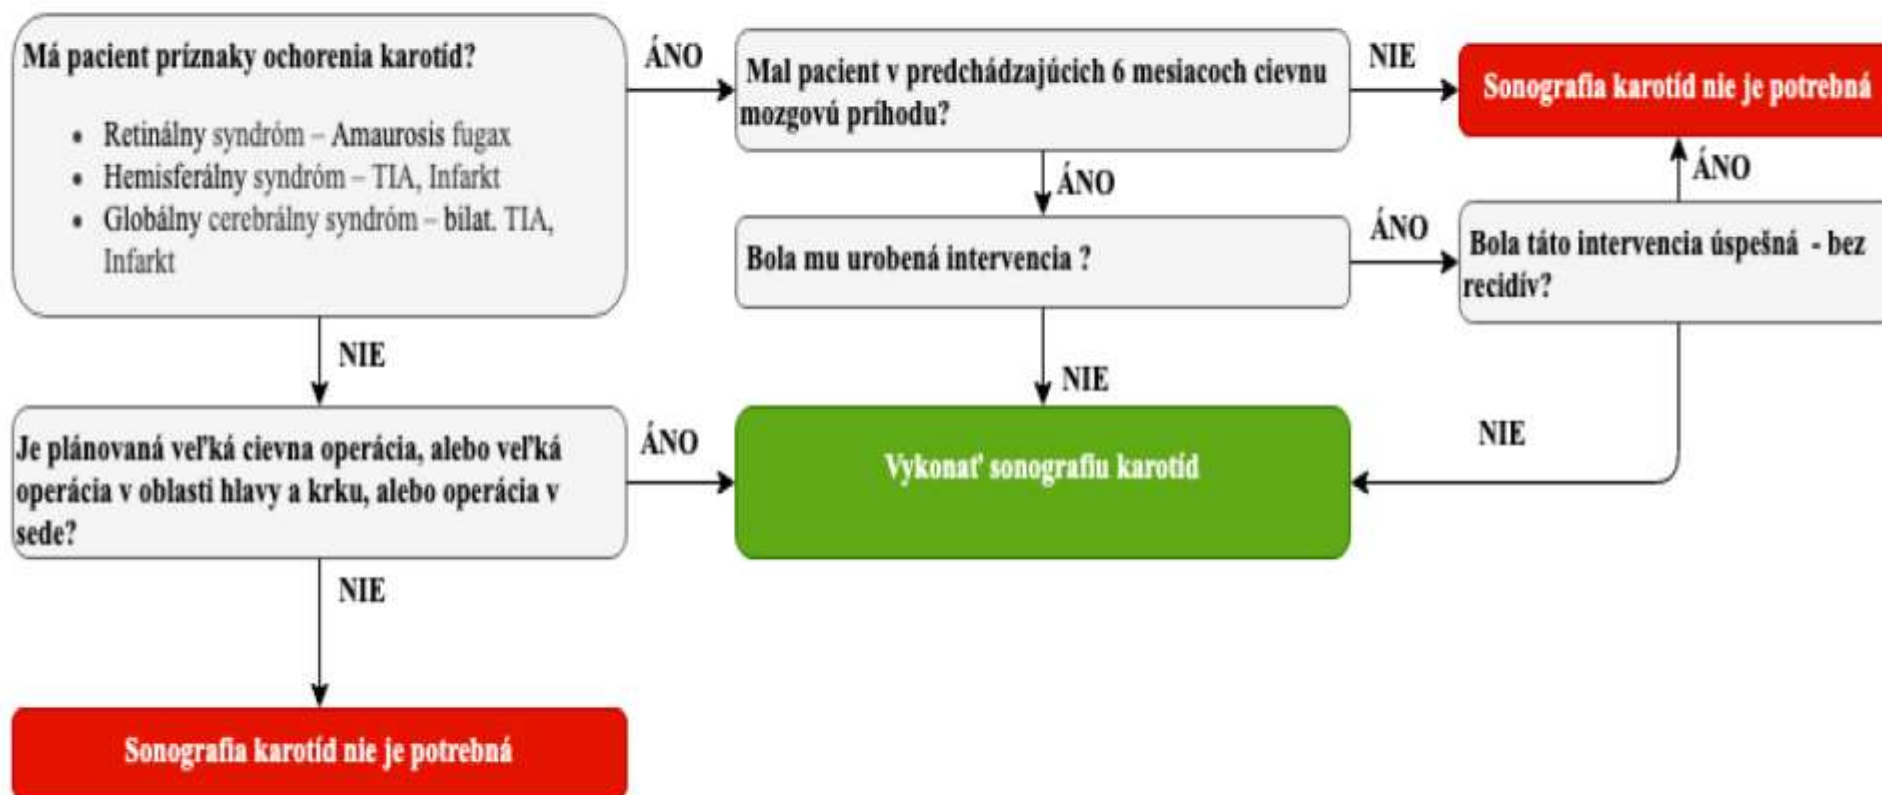 Má pacient príznaky ochorenia karotíd?
Retinálny syndróm – Amaurosis fugax
Hemisferálny syndróm – TIA, Infarkt
Globálny cerebrálny syndróm – bilat. TIA,
Infarkt
ÁNO
Mal pacient v predchádzajúcich 6 mesiacoch cievnu
mozgovú príhodu?
NIE
Sonografia karotíd nie je potrebná
ÁNO
ÁNO
Bola mu urobená intervencia ?
ÁNO
Bola táto intervencia úspešná - bez
recidív?
NIE
NIE
Je plánovaná veľká cievna operácia, alebo veľká
operácia v oblasti hlavy a krku, alebo operácia v
sede?
ÁNO
Vykonať sonografiu karotíd
NIE
NIE
Sonografia karotíd nie je potrebná